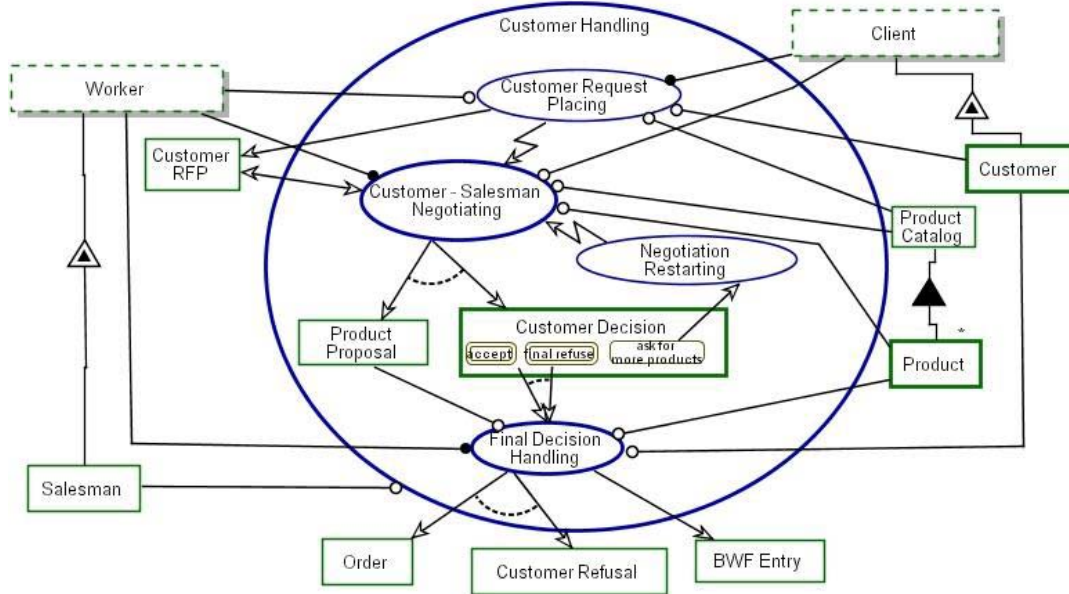 Customer Handling
Client
Worker
Customer Request
Placing
Customer
RFP
Customer - Salesman
Negotiating
Customer
Product
Catalog
Negotiation
Restarting
Product
Proposal
Customer Decision
accept
final refuse
ask for
more products
*
Product
Final Decision
Handling
Salesman
Order
Customer Refusal
BWF Entry